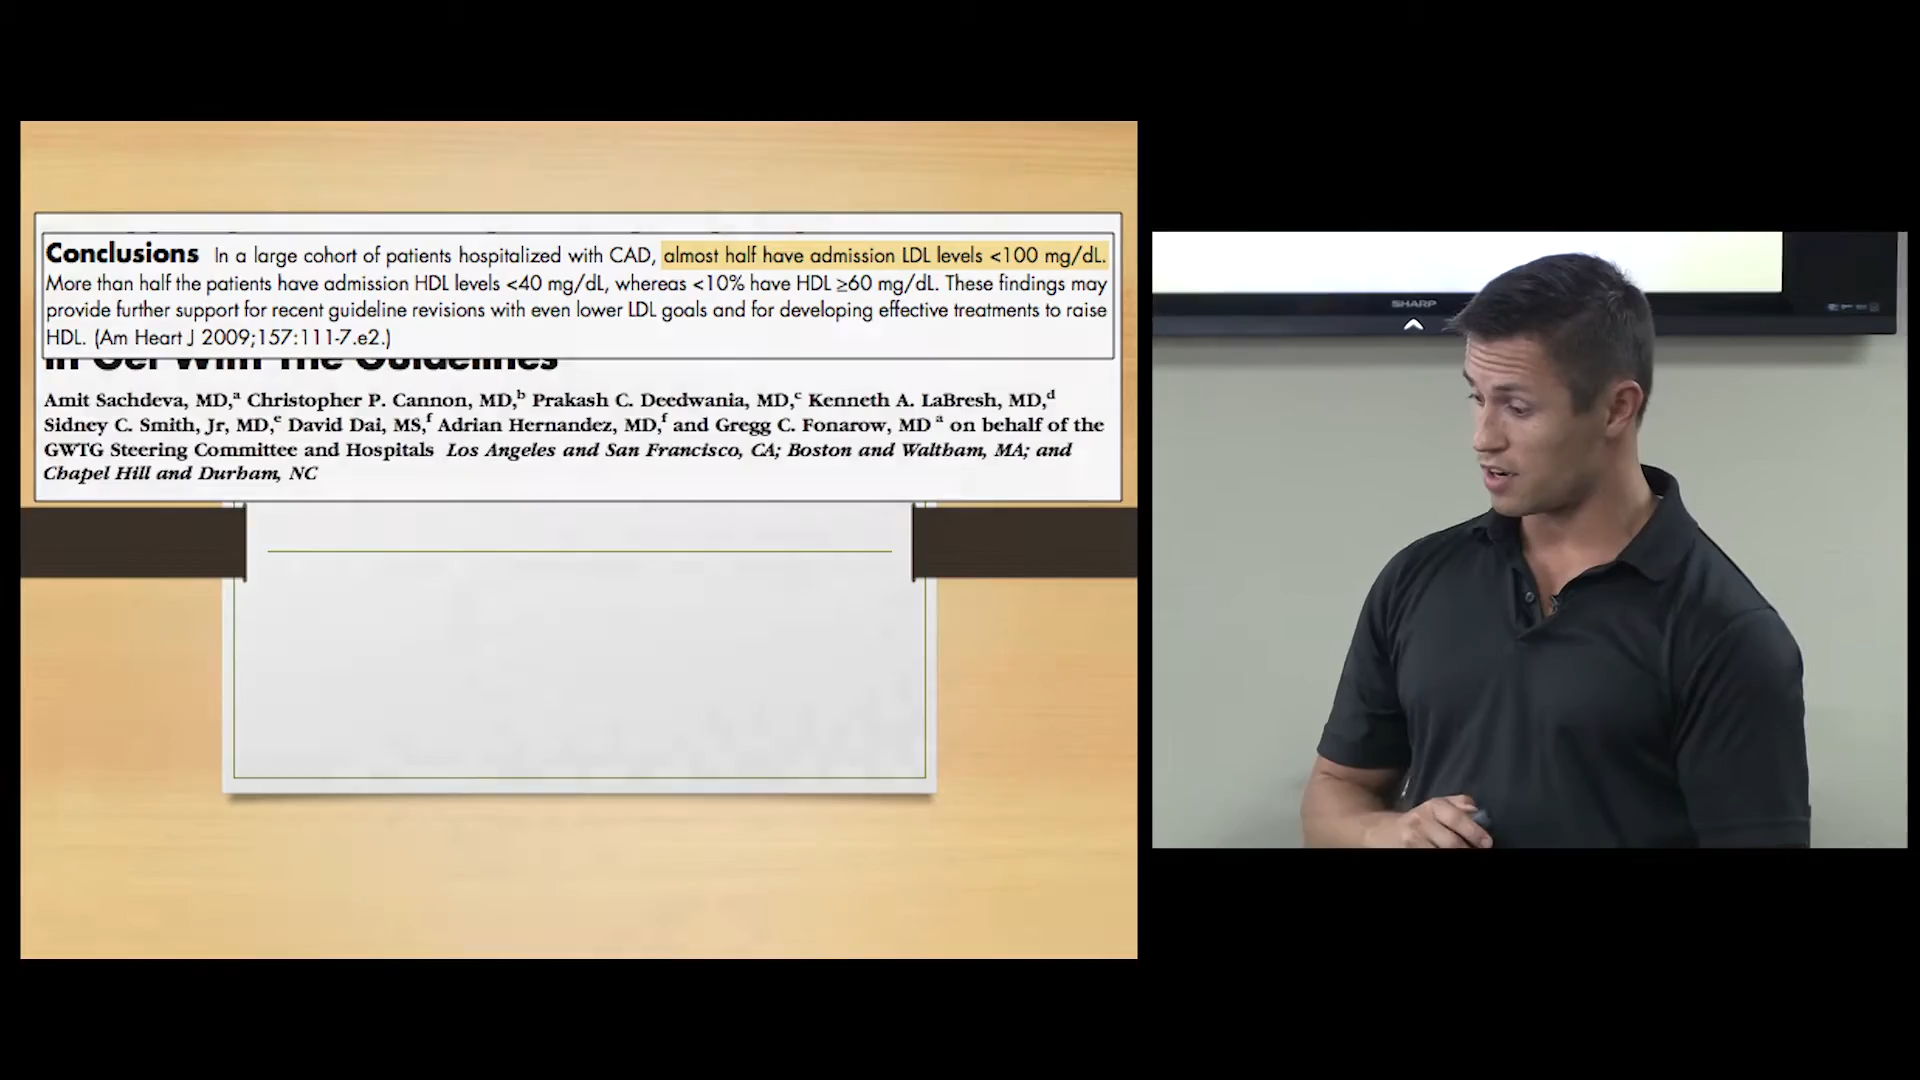 Conclusions In a large cohort of patients hospitalized with CAD, almost half have admission LDL levels <100 mg/dL.
More than half the patients have admission HDL levels <40 mg/dL, whereas <10% have HDL ≥60 mg/dL. These findings may
provide further support for recent guideline revisions with even lower LDL goals and for developing effective treatments to raise
HDL. (Am Heart J 2009;157:111-7.e2.)
in Get With The Guidelines
Amit Sachdeva, MD,ᵃ Christopher P. Cannon, MD,ᵇ Prakash C. Deedwania, MD,ᶜ Kenneth A. LaBresh, MD,ᵈ
Sidney C. Smith, Jr, MD,ᵉ David Dai, MS,ᶠ Adrian Hernandez, MD,ᶠ and Gregg C. Fonarow, MD ᵃ on behalf of the
GWTG Steering Committee and Hospitals Los Angeles and San Francisco, CA; Boston and Waltham, MA; and
Chapel Hill and Durham, NC
SHARP